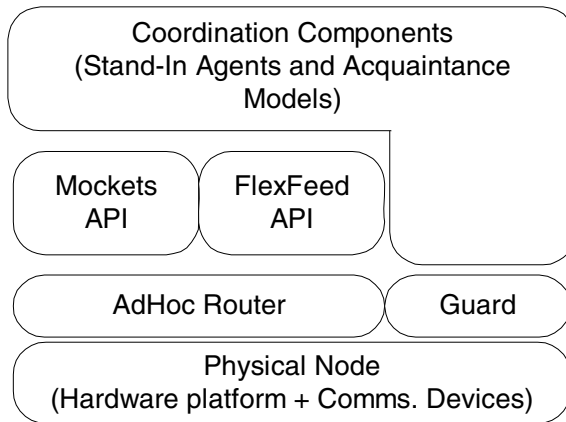 Coordination Components
(Stand-In Agents and Acquaintance
Models)
Mockets
API
FlexFeed
API
AdHoc Router
Guard
Physical Node
(Hardware platform + Comms. Devices)